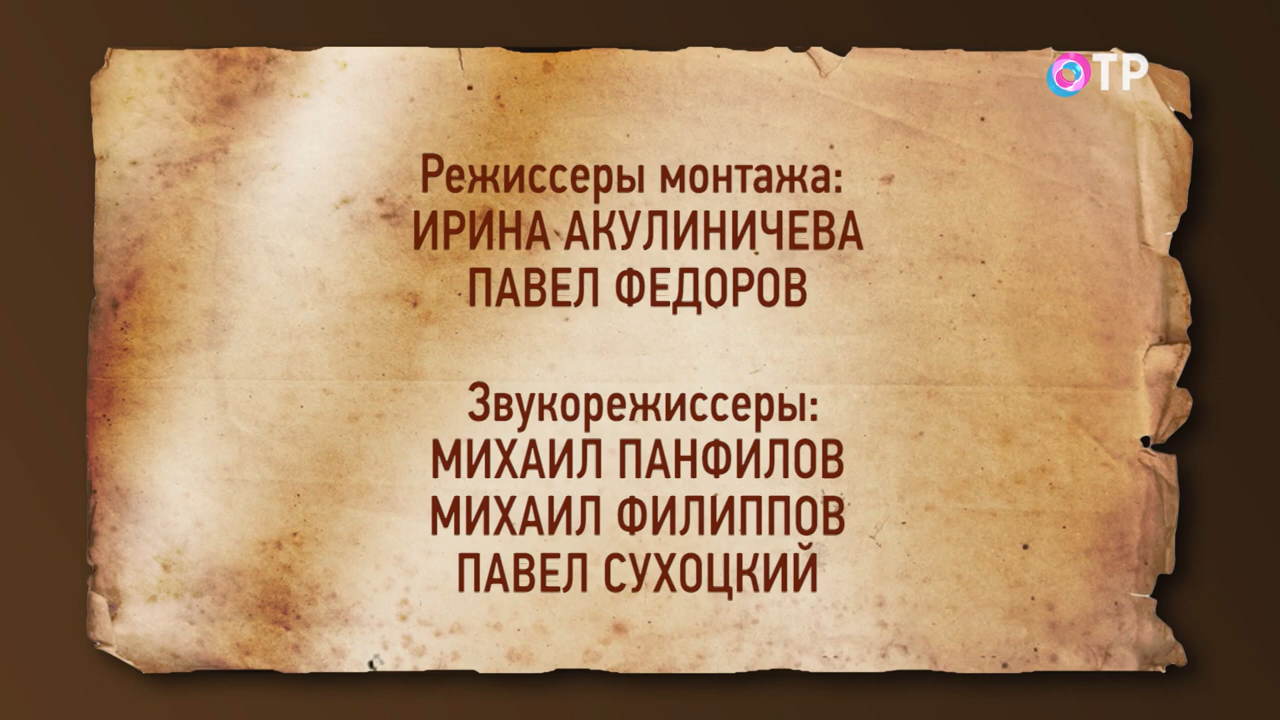 ОТР
Режиссеры монтажа:
ИРИНА АКУЛИНИЧЕВА
ПАВЕЛ ФЕДОРОВ
Звукорежиссеры:
МИХАИЛ ПАНФИЛОВ
МИХАИЛ ФИЛИППОВ
ПАВЕЛ СУХОЦКИЙ